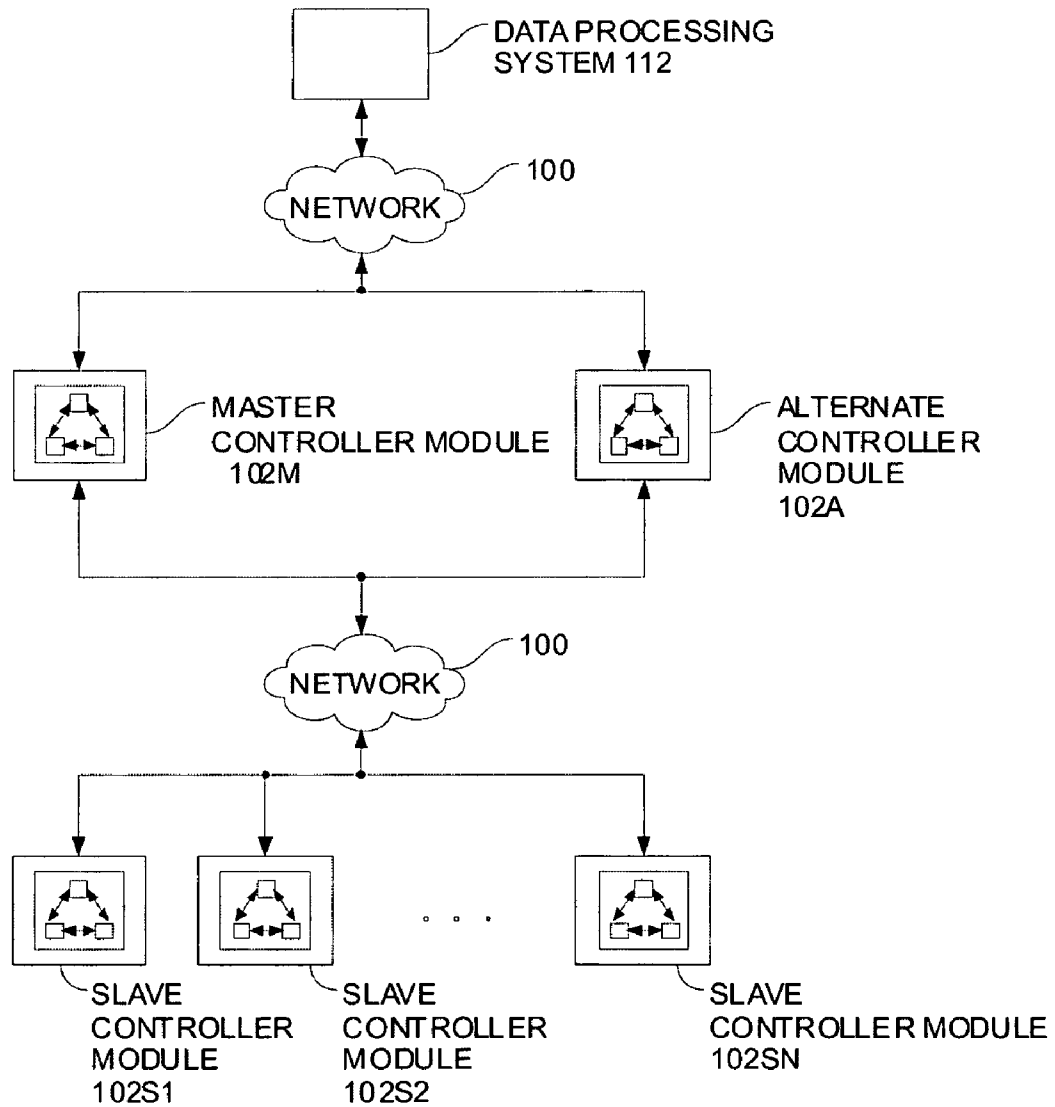 DATA PROCESSING
SYSTEM 112
100
NETWORK
MASTER
CONTROLLER MODULE
102M
ALTERNATE
CONTROLLER
MODULE
102A
100
NETWORK
SLAVE
CONTROLLER
MODULE
102S1
SLAVE
CONTROLLER
MODULE
102S2
SLAVE
CONTROLLER MODULE
102SN